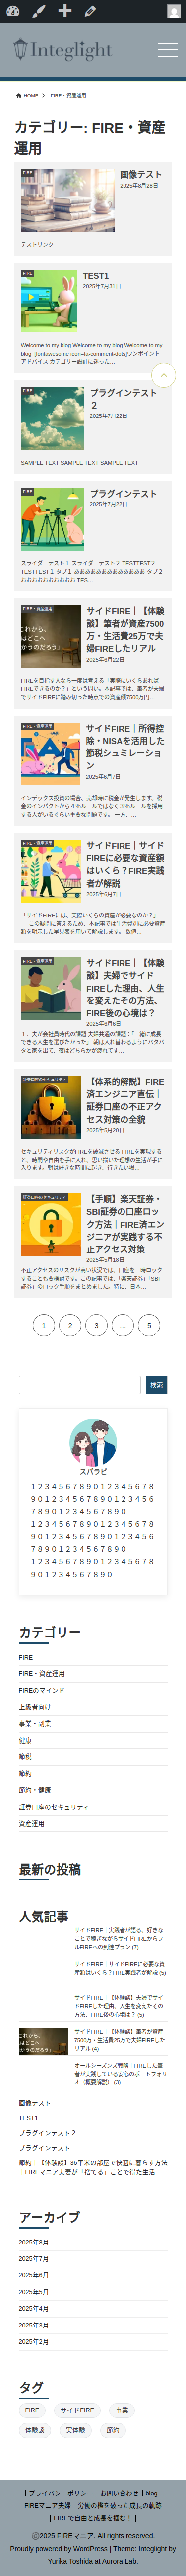 Integlight
HOME > FIRE・資産運用
カテゴリー: FIRE・資産
運用
FIRE
画像テスト
2025年8月28日
テストリンク
FIRE
TEST1
2025年7月31日
Welcome to my blog Welcome to my blog Welcome to my
blog [fontawesome icon=fa-comment-dots]ワンポイント
アドバイス カテゴリー設計に迷った…
FIRE
プラグインテスト
２
2025年7月22日
SAMPLE TEXT SAMPLE TEXT SAMPLE TEXT
FIRE
プラグインテスト
2025年7月22日
スライダーテスト１ スライダーテスト２ TESTTEST２
TESTTEST１ タブ１ あああああああああああああ タブ２
おおおおおおおおおお TES…
FIRE・資産運用
これから、
はどこへ
かうのだろう」
サイドFIRE｜【体験
談】筆者が資産7500
万・生活費25万で夫
婦FIREしたリアル
2025年6月22日
FIREを目指す人なら一度は考える「実際にいくらあれば
FIREできるのか？」という問い。本記事では、筆者が夫婦
でサイドFIREに踏み切った時点での資産額7500万円…
FIRE・資産運用
サイドFIRE｜所得控
除・NISAを活用した
節税シュミレーショ
ン
2025年6月7日
インデックス投資の場合、売却時に税金が発生します。税
金のインパクトから４％ルールではなく３％ルールを採用
する人がいるぐらい重要な問題です。 一方、…
FIRE・資産運用
サイドFIRE｜サイド
FIREに必要な資産額
はいくら？FIRE実践
者が解説
2025年6月7日
「サイドFIREには、実際いくらの資産が必要なのか？」
──この疑問に答えるため、本記事では生活費別に必要資産
額を明示した早見表を用いて解説します。 数値…
FIRE・資産運用
サイドFIRE｜【体験
談】夫婦でサイド
FIREした理由、人生
を変えたその方法、
FIRE後の心境は？
2025年6月6日
１．夫が会社員時代の課題 夫婦共通の課題：「一緒に成長
できる人生を選びたかった」 朝は入れ替わるようにバタバ
タと家を出て。夜はどちらかが疲れてす…
証券口座のセキュリティ
【体系的解説】FIRE
済エンジニア直伝｜
証券口座の不正アク
セス対策の全貌
2025年5月20日
セキュリティリスクがFIREを破滅させる FIREを実現する
と、時間や自由を手に入れ、思い描いた理想の生活が手に
入ります。朝は好きな時間に起き、行きたい場…
証券口座のセキュリティ
【手順】楽天証券・
SBI証券の口座ロッ
ク方法｜FIRE済エン
ジニアが実践する不
正アクセス対策
2025年5月18日
不正アクセスのリスクが高い状況では、口座を一時ロック
することも要検討です。この記事では、「楽天証券」「SBI
証券」のロック手順をまとめました。特に、日本…
1
2
3
…
5
検索
スパラピ
１２３４５６７８９０１２３４５６７８
９０１２３４５６７８９０１２３４５６
７８９０１２３４５６７８９０
１２３４５６７８９０１２３４５６７８
９０１２３４５６７８９０１２３４５６
７８９０１２３４５６７８９０
１２３４５６７８９０１２３４５６７８
９０１２３４５６７８９０
カテゴリー
FIRE
FIRE・資産運用
FIREのマインド
上級者向け
事業・副業
健康
節税
節約
節約・健康
証券口座のセキュリティ
資産運用
最新の投稿
人気記事
サイドFIRE｜実践者が語る、好きな
ことで稼ぎながらサイドFIREからフ
ルFIREへの到達プラン (7)
サイドFIRE｜サイドFIREに必要な資
産額はいくら？FIRE実践者が解説 (5)
サイドFIRE｜【体験談】夫婦でサイ
ドFIREした理由、人生を変えたその
方法、FIRE後の心境は？ (5)
これから、
はどこへ
かうのだろう」
サイドFIRE｜【体験談】筆者が資産
7500万・生活費25万で夫婦FIREした
リアル (4)
オールシーズンズ戦略｜FIREした筆
者が実践している安心のポートフォリ
オ（概要解説） (3)
画像テスト
TEST1
プラグインテスト２
プラグインテスト
節約｜【体験談】36平米の部屋で快適に暮らす方法
｜FIREマニア夫妻が「捨てる」ことで得た生活
アーカイブ
2025年8月
2025年7月
2025年6月
2025年5月
2025年4月
2025年3月
2025年2月
タグ
FIRE
サイドFIRE
事業
体験談
実体験
節約
| プライバシーポリシー | お問い合わせ | blog
| FIREマニア夫婦 – 労働の檻を破った成長の軌跡
| FIREで自由と成長を掴む！ |
©2025 FIREマニア. All rights reserved.
Proudly powered by WordPress | Theme: Integlight by
Yurika Toshida at Aurora Lab.